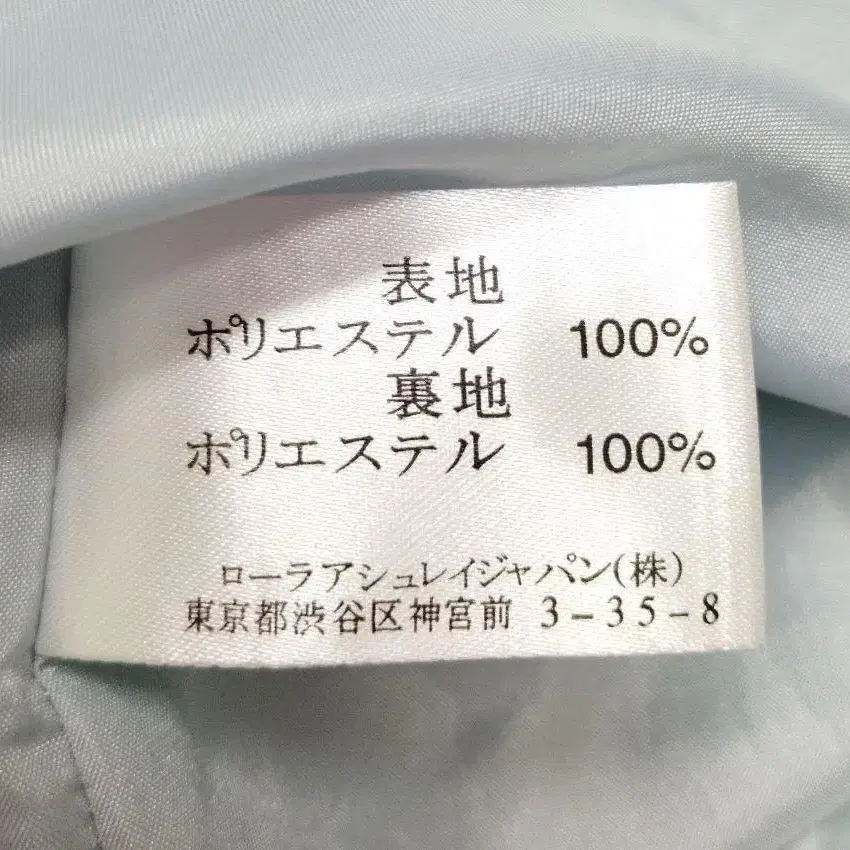 表地
ポリエステル 100%
裏地
ポリエステル 100%
ローラアシュレイジャパン(株)
東京都渋谷区神宮前 3-35-8